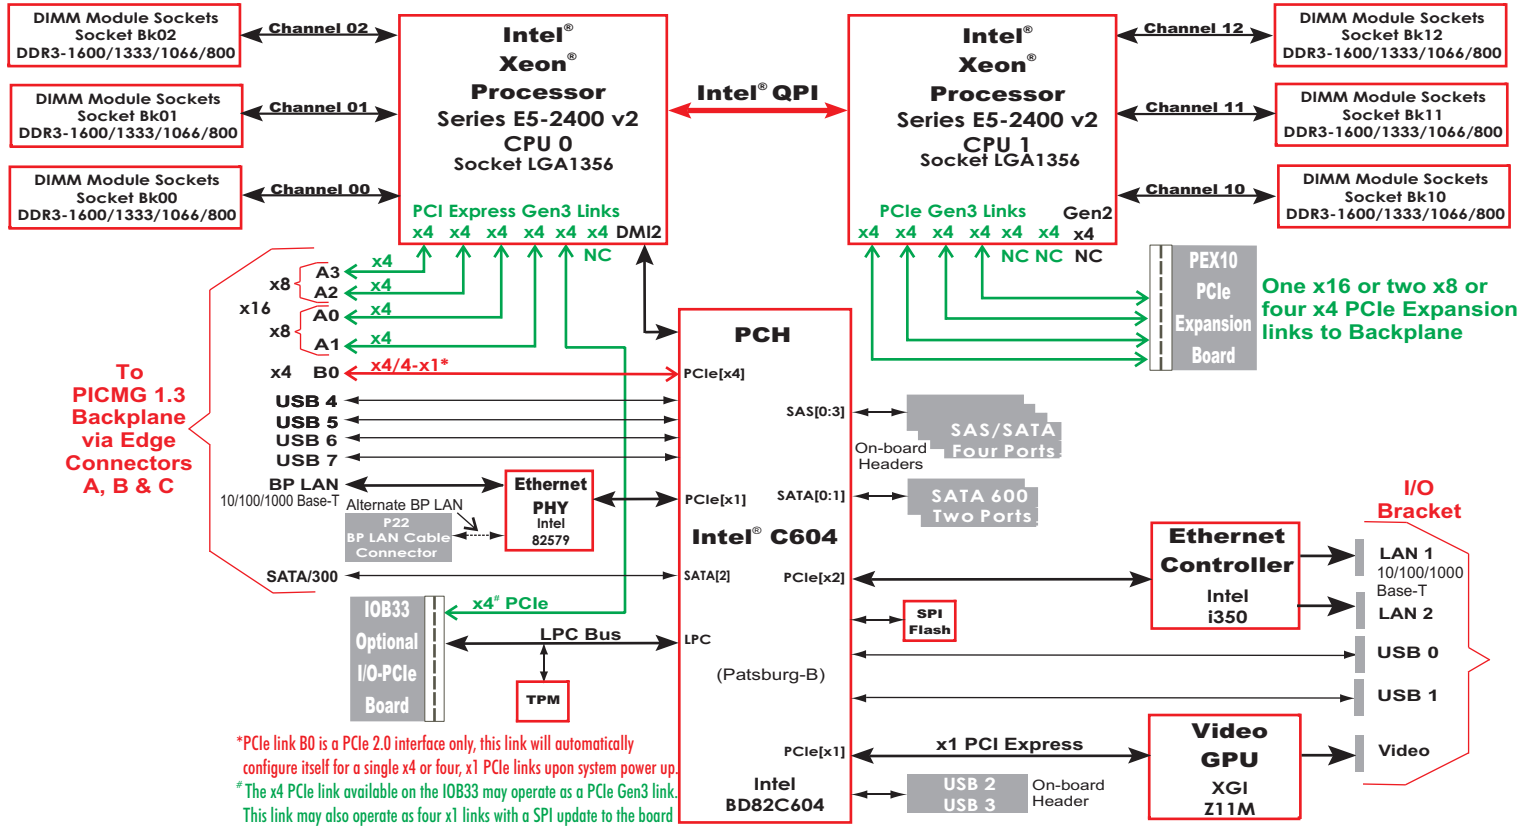 DIMM Module Sockets
Socket Bk02
DDR3-1600/1333/1066/800
Channel 02
DIMM Module Sockets
Socket Bk01
DDR3-1600/1333/1066/800
Channel 01
DIMM Module Sockets
Socket Bk00
DDR3-1600/1333/1066/800
Channel 00
Intel®
Xeon®
Processor
Series E5-2400 v2
CPU 0
Socket LGA1356
PCI Express Gen3 Links
x4 x4 x4 x4 x4 x4 DMI2
NC
Intel® QPI
Intel®
Xeon®
Processor
Series E5-2400 v2
CPU 1
Socket LGA1356
PCIe Gen3 Links
Gen2
x4 x4 x4 x4 x4 x4 x4
NC NC NC
Channel 12
DIMM Module Sockets
Socket Bk12
DDR3-1600/1333/1066/800
Channel 11
DIMM Module Sockets
Socket Bk11
DDR3-1600/1333/1066/800
Channel 10
DIMM Module Sockets
Socket Bk10
DDR3-1600/1333/1066/800
PEX10
PCIe
Expansion
Board
One x16 or two x8 or
four x4 PCIe Expansion
links to Backplane
To
PICMG 1.3
Backplane
via Edge
Connectors
A, B & C
x16
x8
A3
x4
A2
x4
x8
A0
x4
A1
x4
x4 B0
x4/4-x1*
USB 4
USB 5
USB 6
USB 7
BP LAN
10/100/1000 Base-T
Alternate BP LAN
P22
BP LAN Cable
Connector
Ethernet
PHY
Intel
82579
SATA/300
IOB33
Optional
I/O-PCIe
Board
x4# PCIe
LPC Bus
TPM
PCH
PCIe[x4]
SAS[0:3]
PCIe[x1]
SATA[0:1]
Intel® C604
SATA[2]
PCIe[x2]
LPC
(Patsburg-B)
PCIe[x1]
Intel
BD82C604
SAS/SATA
Four Ports
On-board
Headers
SATA 600
Two Ports
SPI
Flash
Ethernet
Controller
Intel
i350
I/O
Bracket
LAN 1
10/100/1000
Base-T
LAN 2
USB 0
USB 1
x1 PCI Express
Video
GPU
XGI
Z11M
Video
USB 2
USB 3
On-board
Header
*PCIe link B0 is a PCIe 2.0 interface only, this link will automatically
configure itself for a single x4 or four, x1 PCIe links upon system power up.
# The x4 PCIe link available on the IOB33 may operate as a PCIe Gen3 link.
This link may also operate as four x1 links with a SPI update to the board